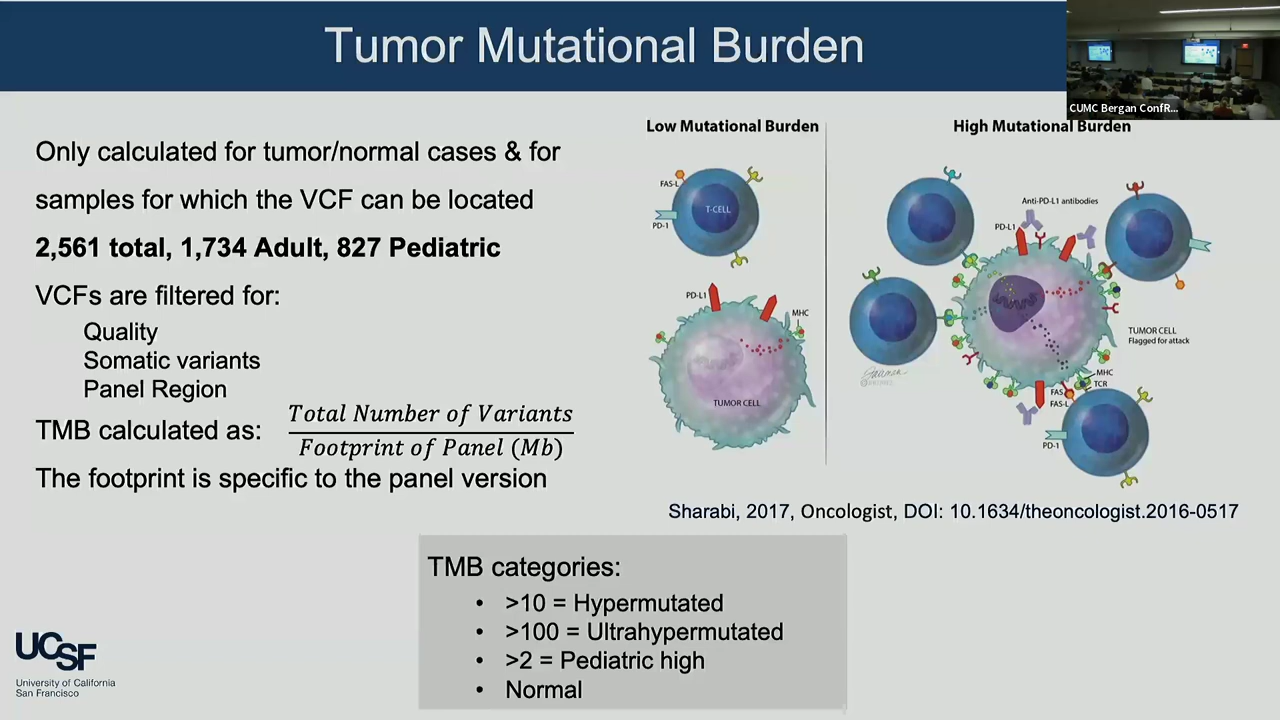 Tumor Mutational Burden
CUMC Bergan ConfR...
Only calculated for tumor/normal cases & for
samples for which the VCF can be located
2,561 total, 1,734 Adult, 827 Pediatric
VCFs are filtered for:
Quality
Somatic variants
Panel Region
TMB calculated as:
Total Number of Variants
Footprint of Panel (Mb)
The footprint is specific to the panel version
Low Mutational Burden
FAS-L
T-CELL
PD-1
PD-L1
MHC
TUMOR CELL
High Mutational Burden
Anti-PD-L1 antibodies
PD-L1
TUMOR CELL
Flagged for attack
MHC
TCR
FAS
FAS-L
PD-1
Sharabi, 2017, Oncologist, DOI: 10.1634/theoncologist.2016-0517
TMB categories:
• >10 = Hypermutated
• >100 = Ultrahypermutated
• >2 = Pediatric high
• Normal
UCSF
University of California
San Francisco